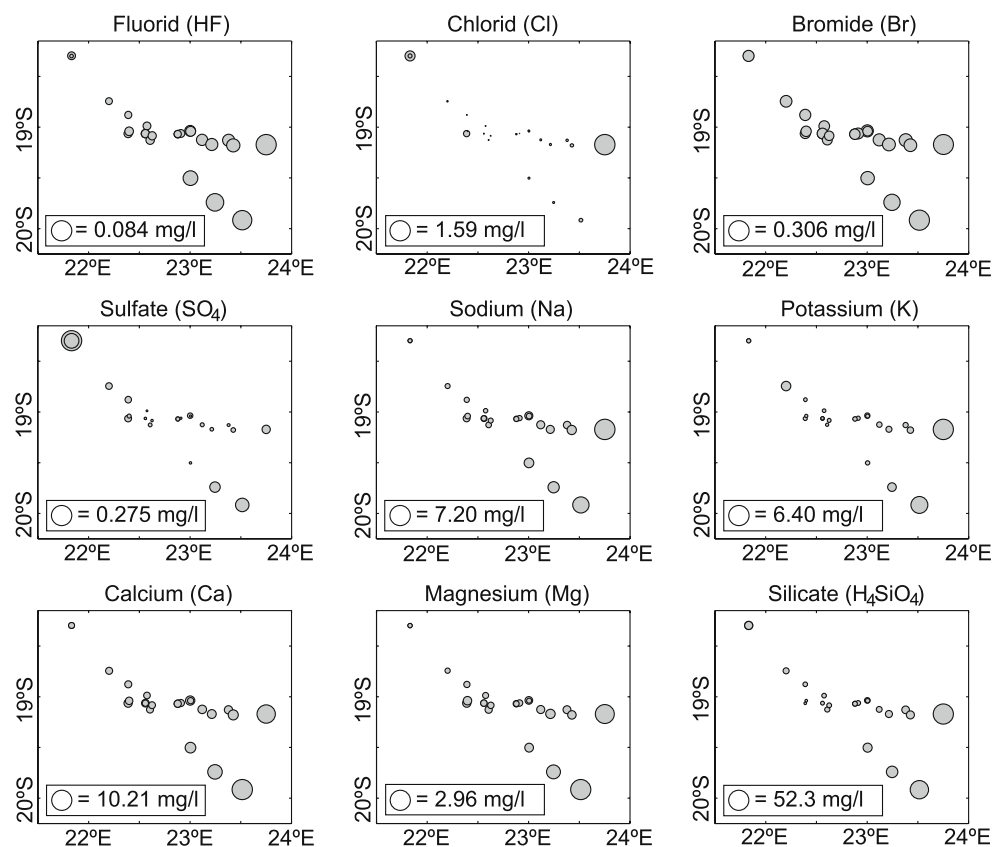 Fluorid (HF)
Chlorid (Cl)
Bromide (Br)
19ºS
20ºS
= 0.084 mg/l
22ºE 23ºE 24ºE
19ºS
20ºS
= 1.59 mg/l
22ºE 23ºE 24ºE
19ºS
20ºS
= 0.306 mg/l
22ºE 23ºE 24ºE
Sulfate (SO4)
Sodium (Na)
Potassium (K)
19ºS
20ºS
= 0.275 mg/l
22ºE 23ºE 24ºE
19ºS
20ºS
= 7.20 mg/l
22ºE 23ºE 24ºE
19ºS
20ºS
= 6.40 mg/l
22ºE 23ºE 24ºE
Calcium (Ca)
Magnesium (Mg)
Silicate (H4SiO4)
19ºS
20ºS
= 10.21 mg/l
22ºE 23ºE 24ºE
19ºS
20ºS
= 2.96 mg/l
22ºE 23ºE 24ºE
19ºS
20ºS
= 52.3 mg/l
22ºE 23ºE 24ºE